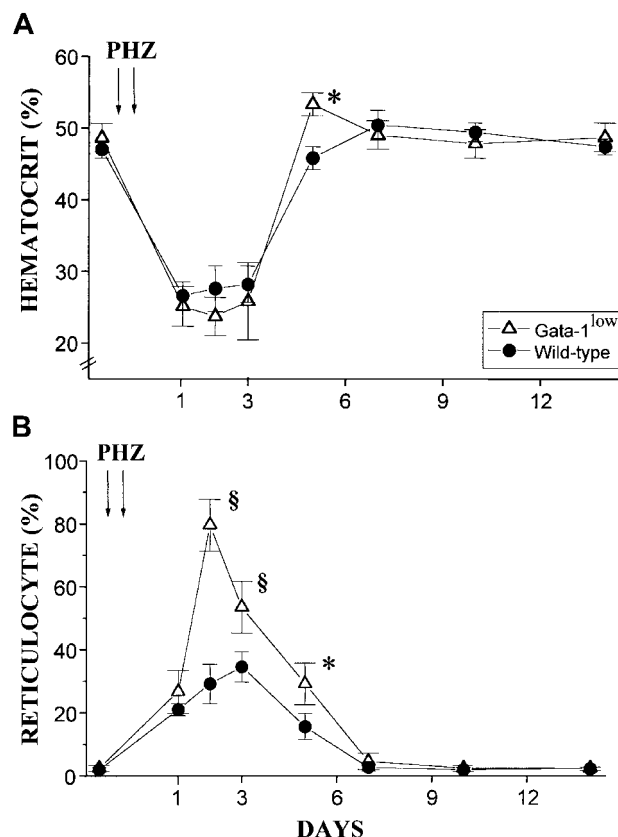 A
PHZ
HEMATOCRIT (%)
60
50
40
30
20
*
Gata-1low
Wild-type
1 3 6 9 12
B
PHZ
RETICULOCYTE (%)
100
80
60
40
20
0
§
§
*
1 3 6 9 12
DAYS